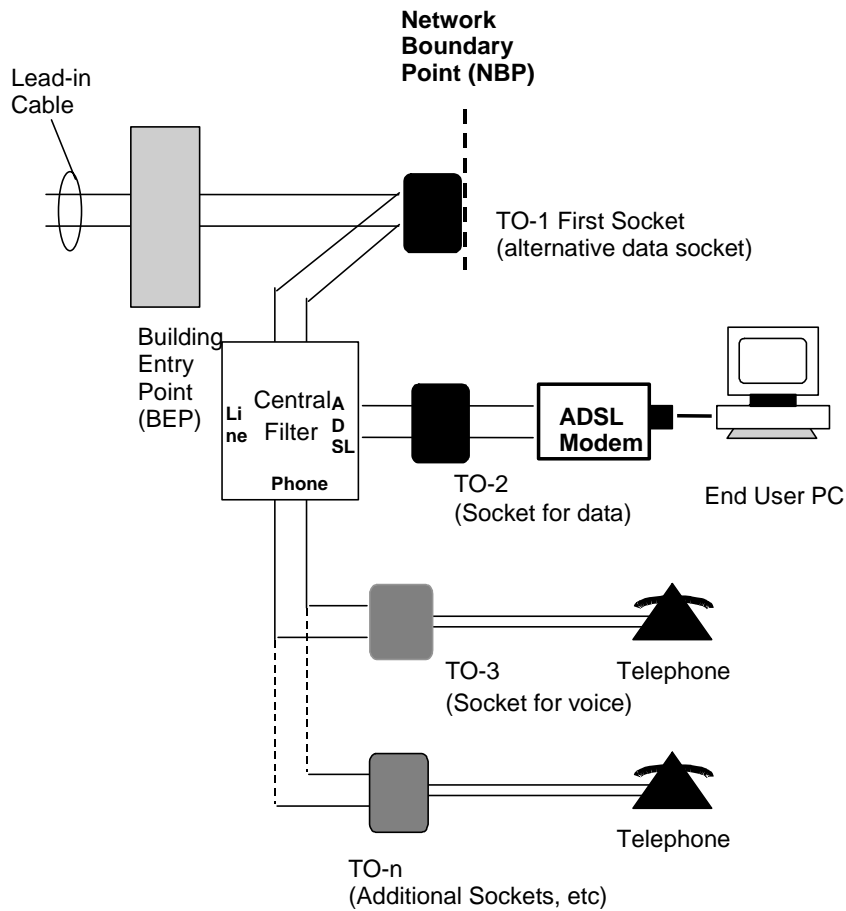 Network
Boundary
Point (NBP)
Lead-in
Cable
TO-1 First Socket
(alternative data socket)
Building
Entry
Point
(BEP)
Li
ne
Central
Filter
A
D
SL
Phone
ADSL
Modem
TO-2
(Socket for data)
End User PC
TO-3
(Socket for voice)
Telephone
Telephone
TO-n
(Additional Sockets, etc)